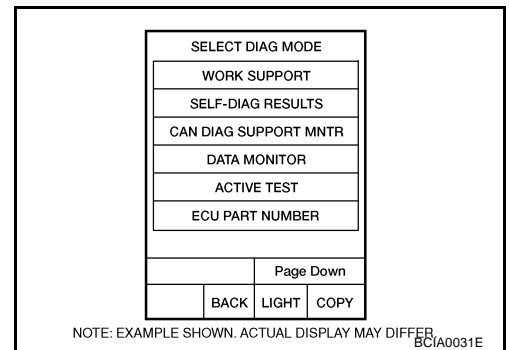 SELECT DIAG MODE
WORK SUPPORT
SELF-DIAG RESULTS
CAN DIAG SUPPORT MNTR
DATA MONITOR
ACTIVE TEST
ECU PART NUMBER
Page Down
BACK LIGHT COPY
NOTE: EXAMPLE SHOWN. ACTUAL DISPLAY MAY DIFFER.
BCIA0031E